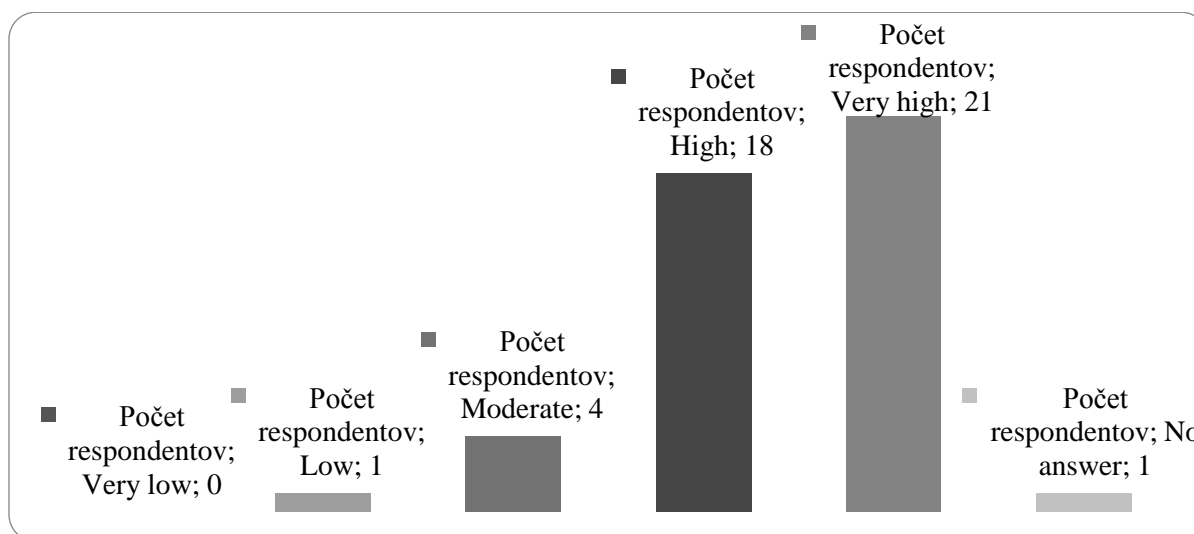 Počet
respondentov;
Very low; 0
Počet
respondentov;
Low; 1
Počet
respondentov;
Moderate; 4
Počet
respondentov;
High; 18
Počet
respondentov;
Very high; 21
Počet
respondentov; No
answer; 1